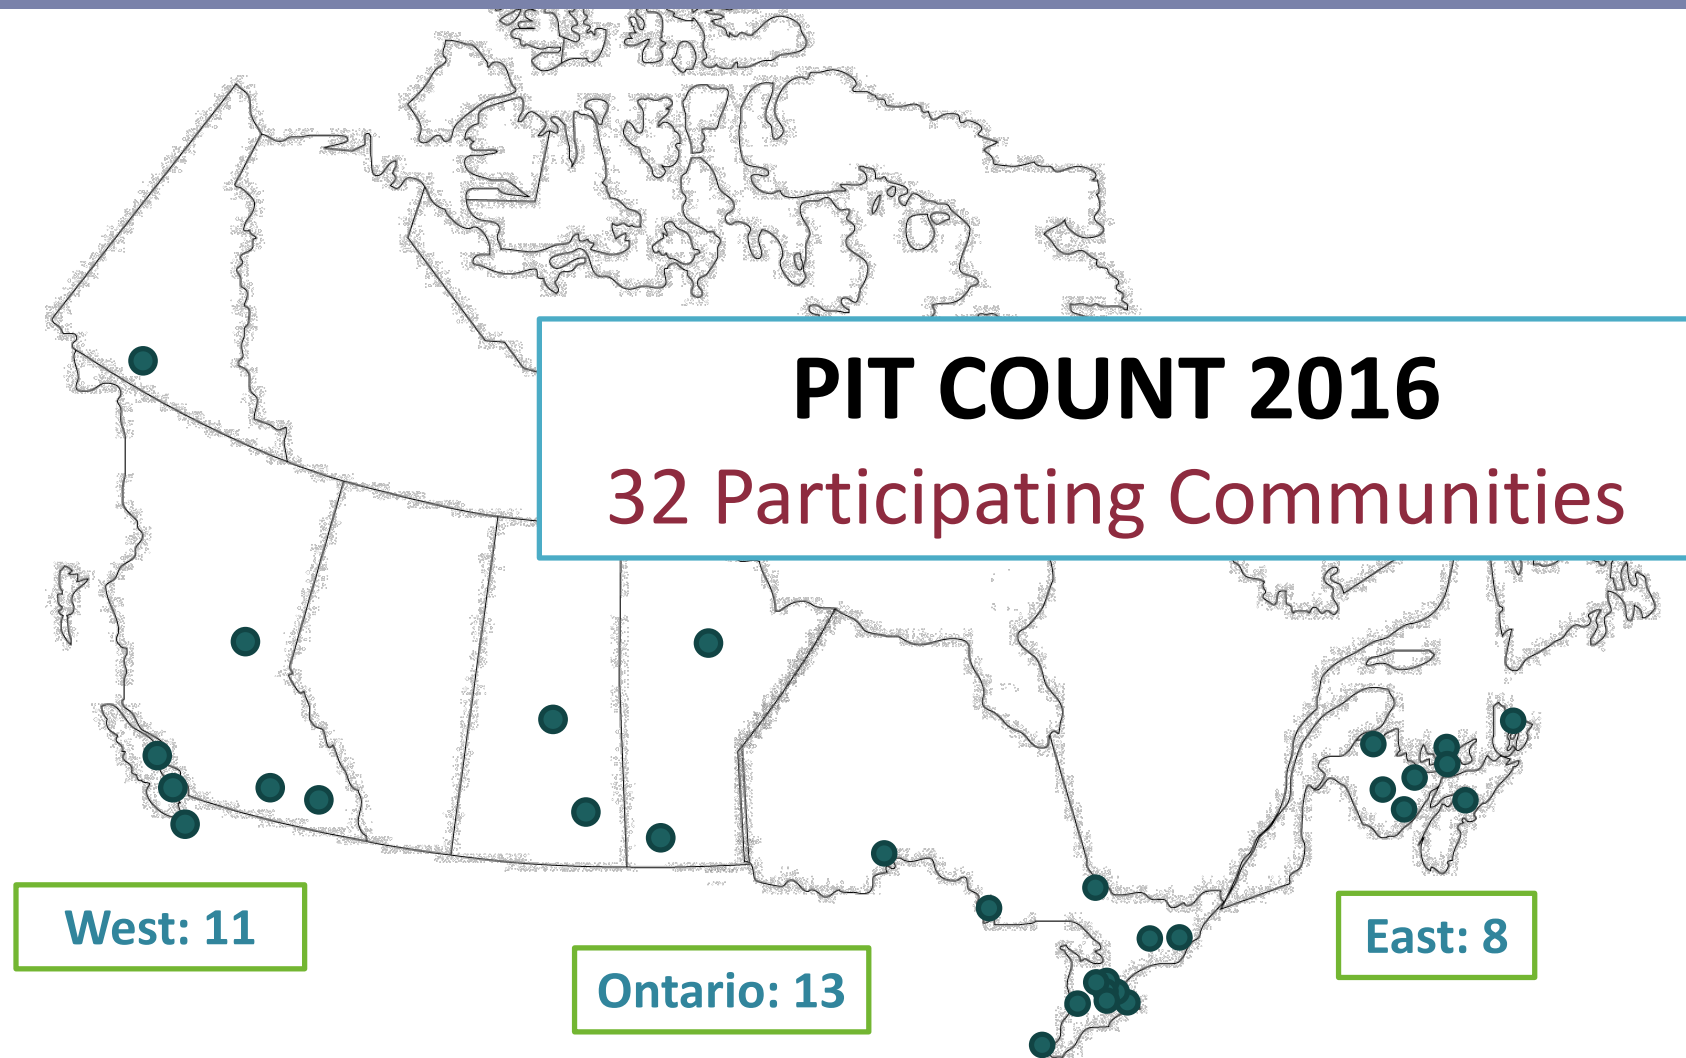 PIT COUNT 2016
32 Participating Communities
West: 11
Ontario: 13
East: 8